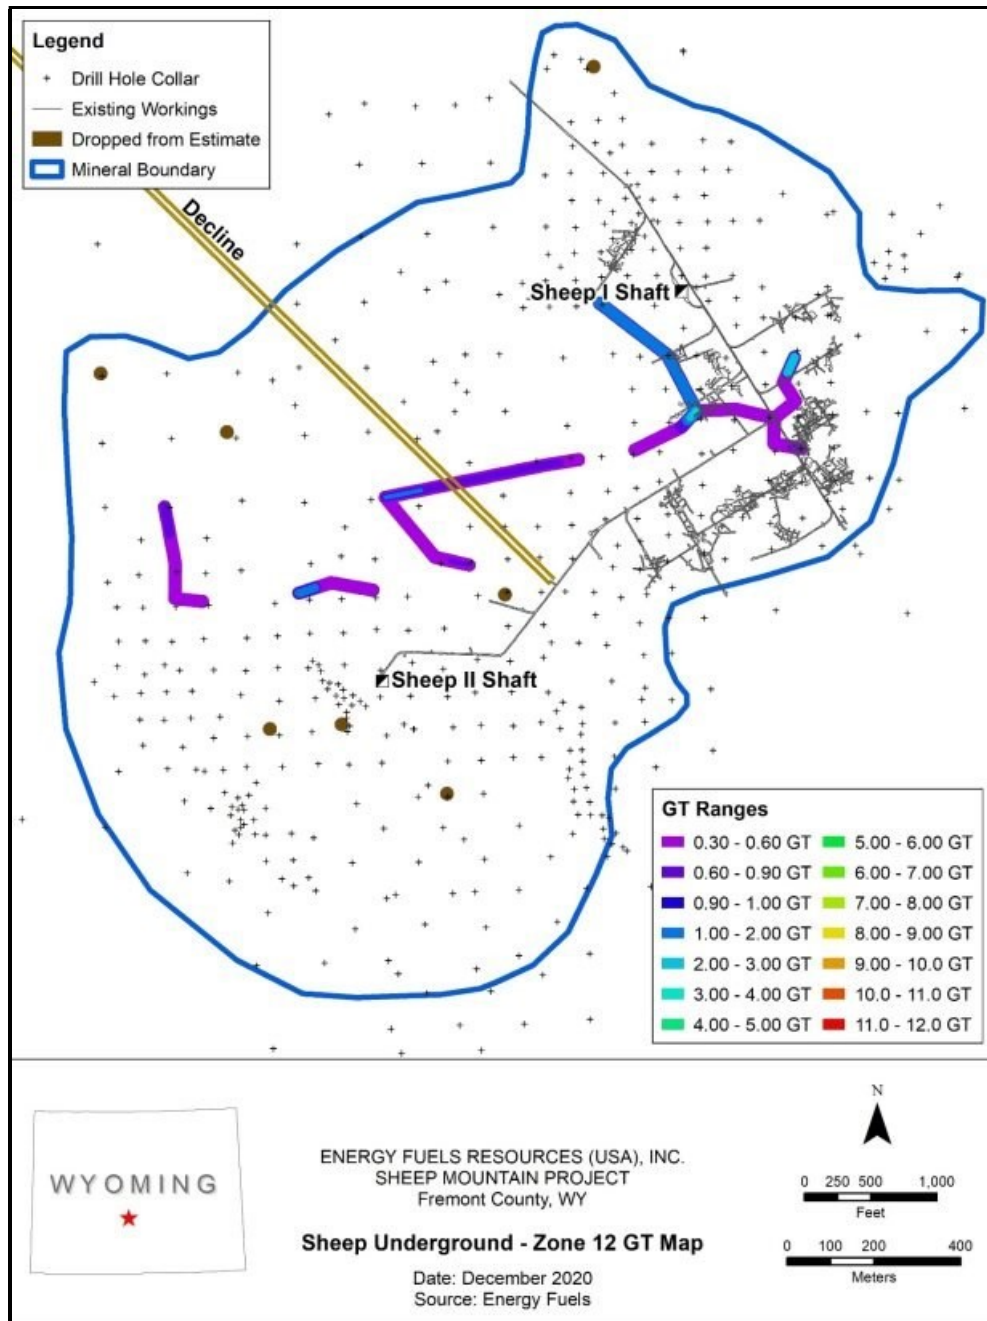 Legend
Drill Hole Collar
Existing Workings
Dropped from Estimate
Mineral Boundary
Decline
Sheep I Shaft
Sheep II Shaft
GT Ranges
0.30 - 0.60 GT
0.60 - 0.90 GT
0.90 - 1.00 GT
1.00 - 2.00 GT
2.00 - 3.00 GT
3.00 - 4.00 GT
4.00 - 5.00 GT
5.00 - 6.00 GT
6.00 - 7.00 GT
7.00 - 8.00 GT
8.00 - 9.00 GT
9.00 - 10.0 GT
10.0 - 11.0 GT
11.0 - 12.0 GT
WYOMING
ENERGY FUELS RESOURCES (USA), INC.
SHEEP MOUNTAIN PROJECT
Fremont County, WY
Sheep Underground - Zone 12 GT Map
Date: December 2020
Source: Energy Fuels
N
0 250 500 1,000
Feet
0 100 200 400
Meters